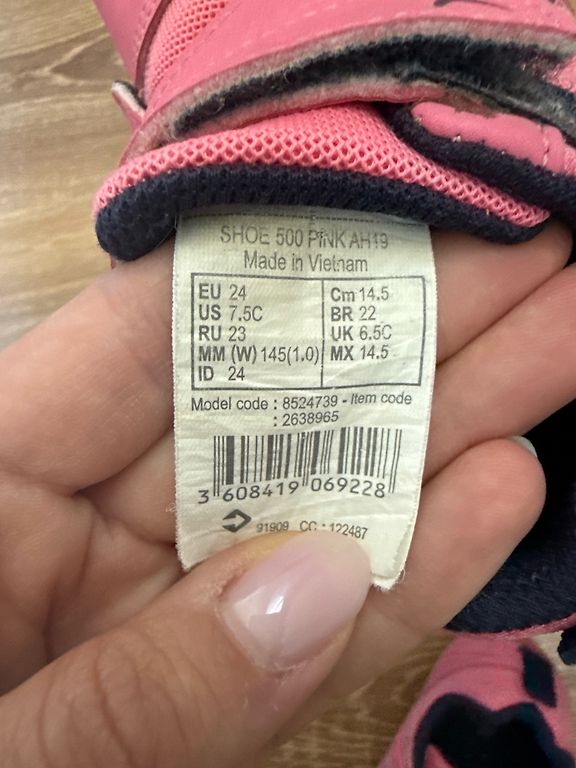 SHOE 500 PINK AH19
Made in Vietnam
EU 24 Cm 14.5
US 7.5C BR 22
RU 23 UK 6.5C
MM (W) 145(1.0) MX 14.5
ID 24
Model code : 8524739 - Item code
: 2638965
3 608419 069228
91909 CC : 122487